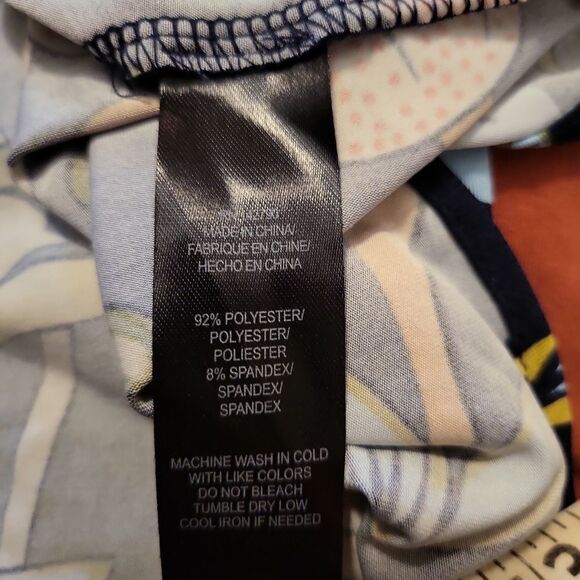 MADE IN CHINA/
FABRIQUE EN CHINE/
HECHO EN CHINA
92% POLYESTER/
POLYESTER/
POLIESTER
8% SPANDEX/
SPANDEX/
SPANDEX
MACHINE WASH IN COLD
WITH LIKE COLORS
DO NOT BLEACH
TUMBLE DRY LOW
COOL IRON IF NEEDED